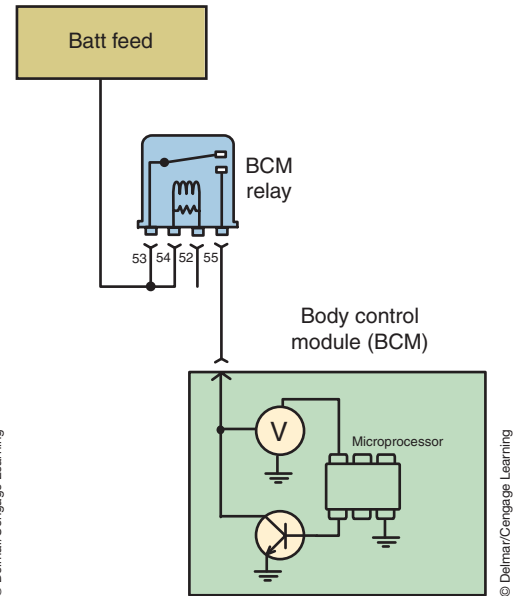 Batt feed
BCM
relay
53 54 52 55
Body control
module (BCM)
V
Microprocessor
© Delmar/Cengage Learning